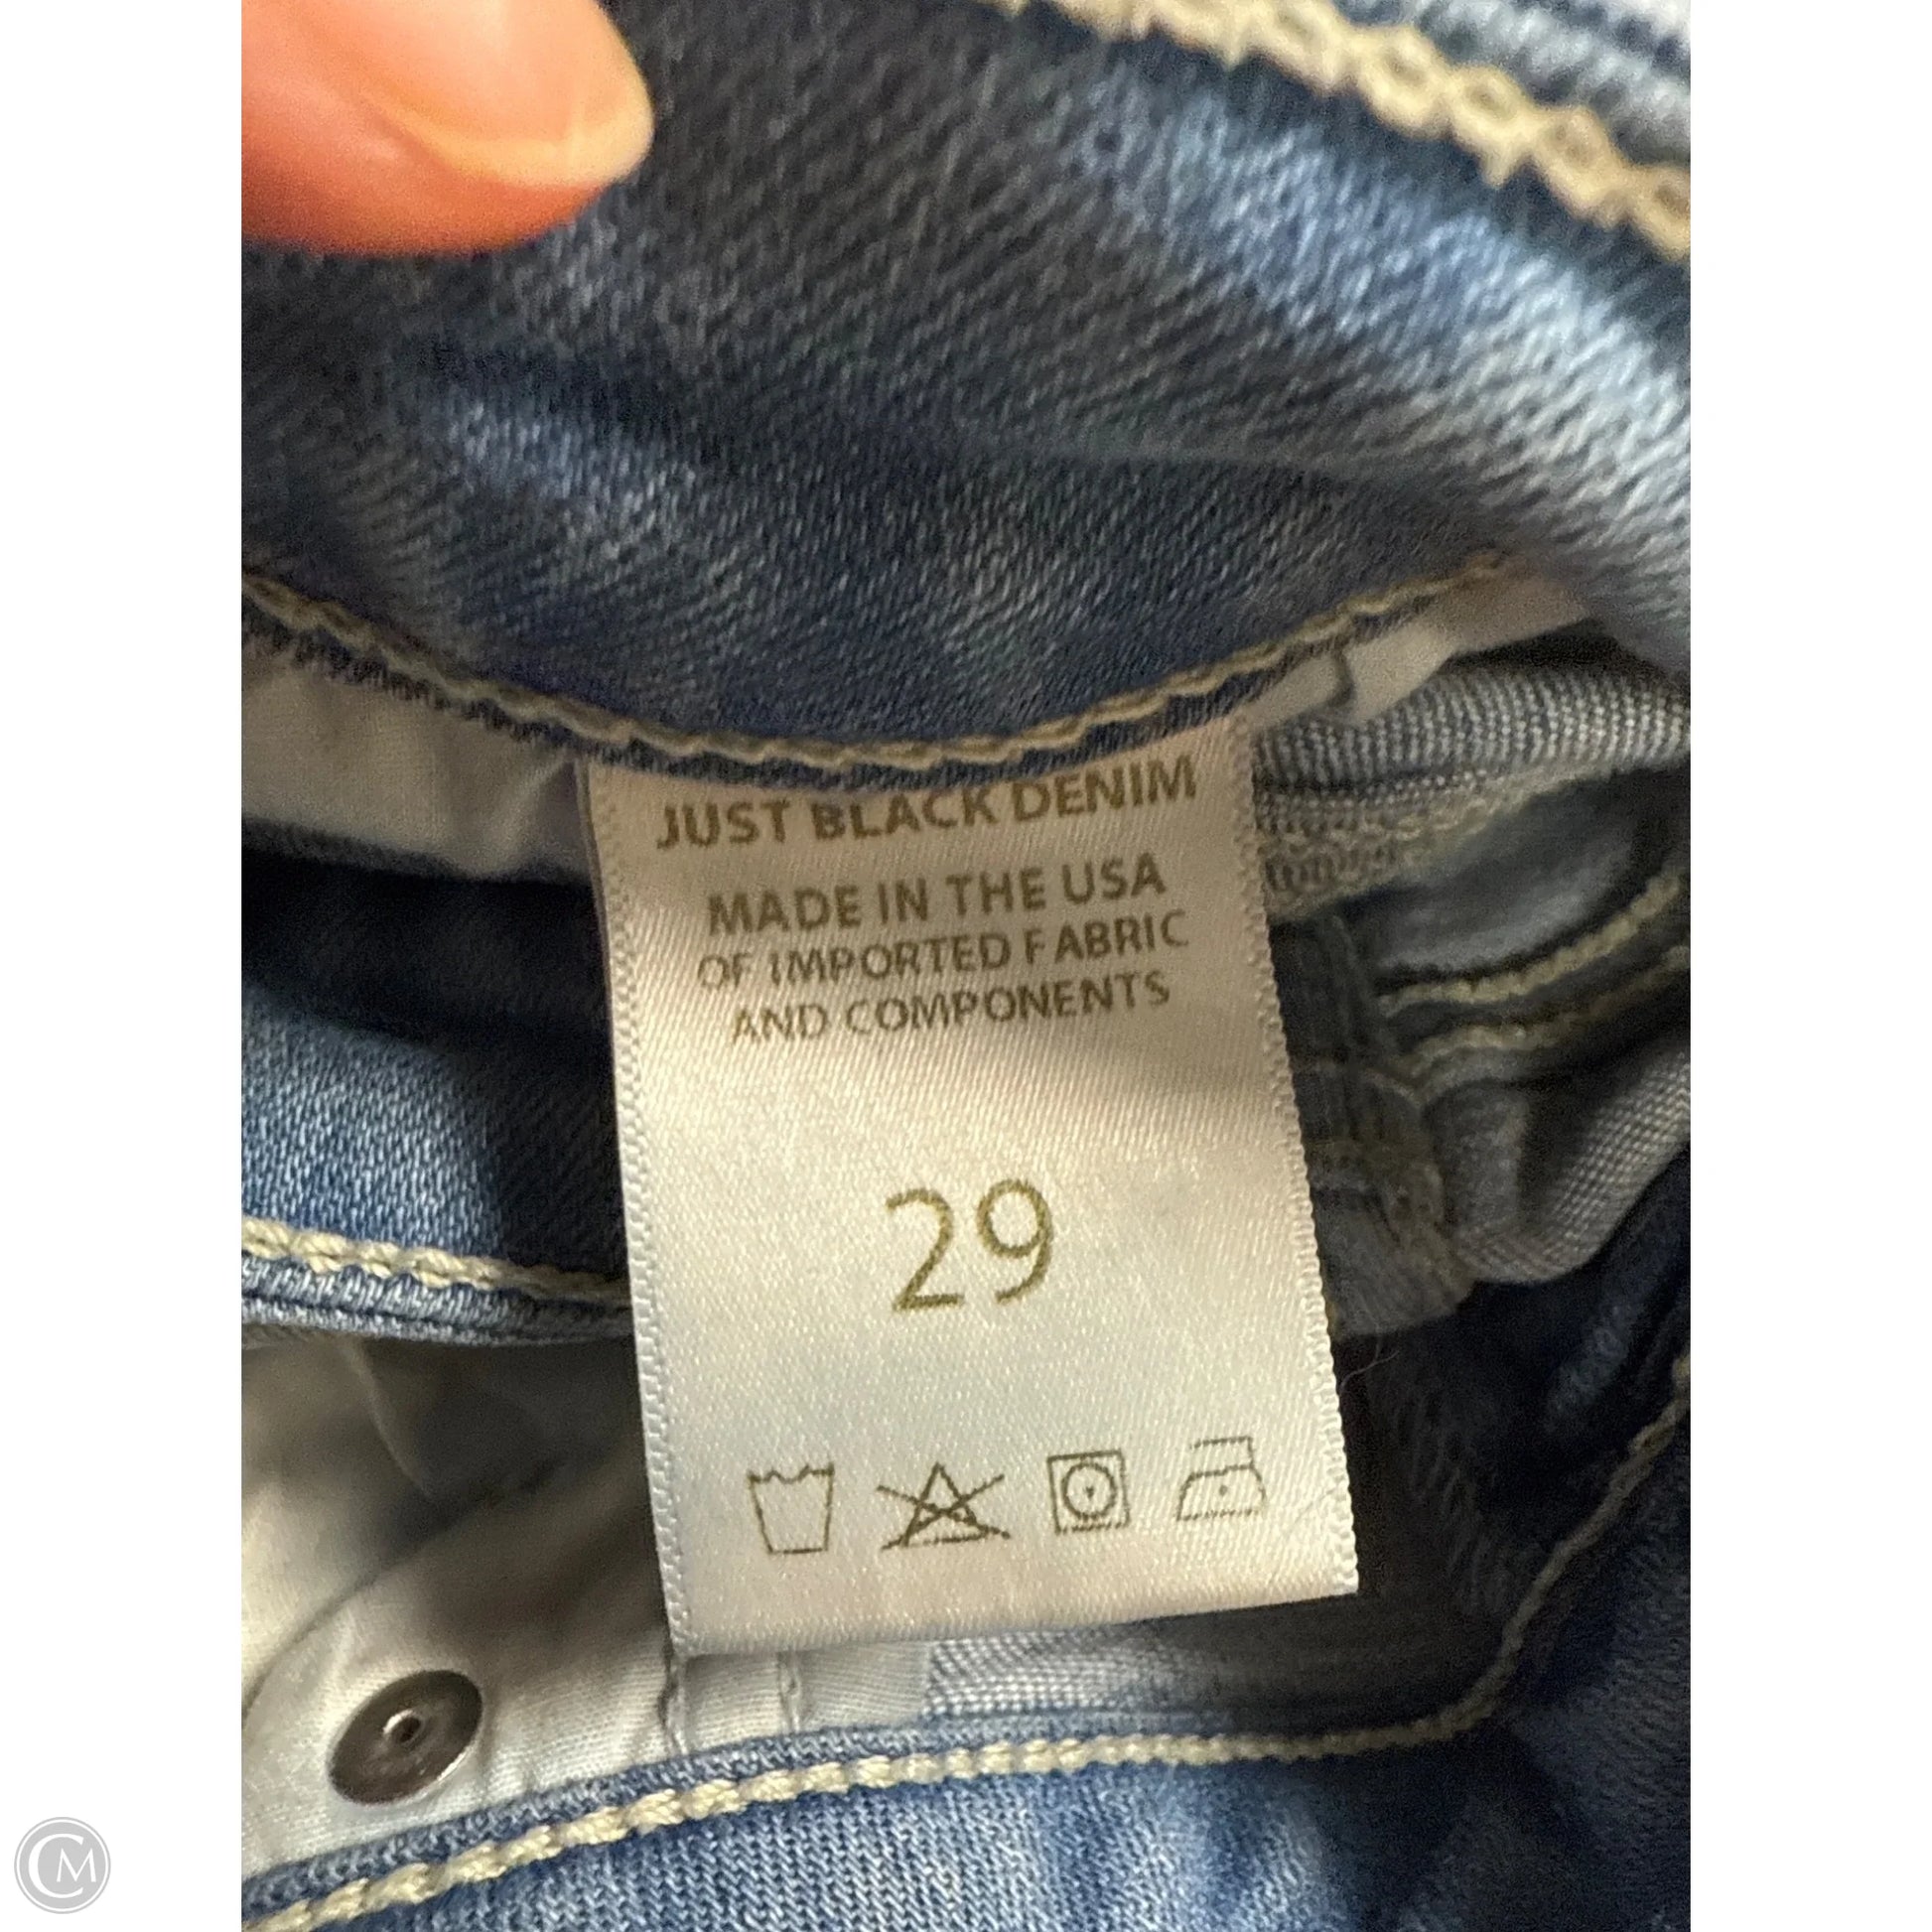 JUST BLACK DENIM
MADE IN THE USA
OF IMPORTED FABRIC
AND COMPONENTS
29
CM